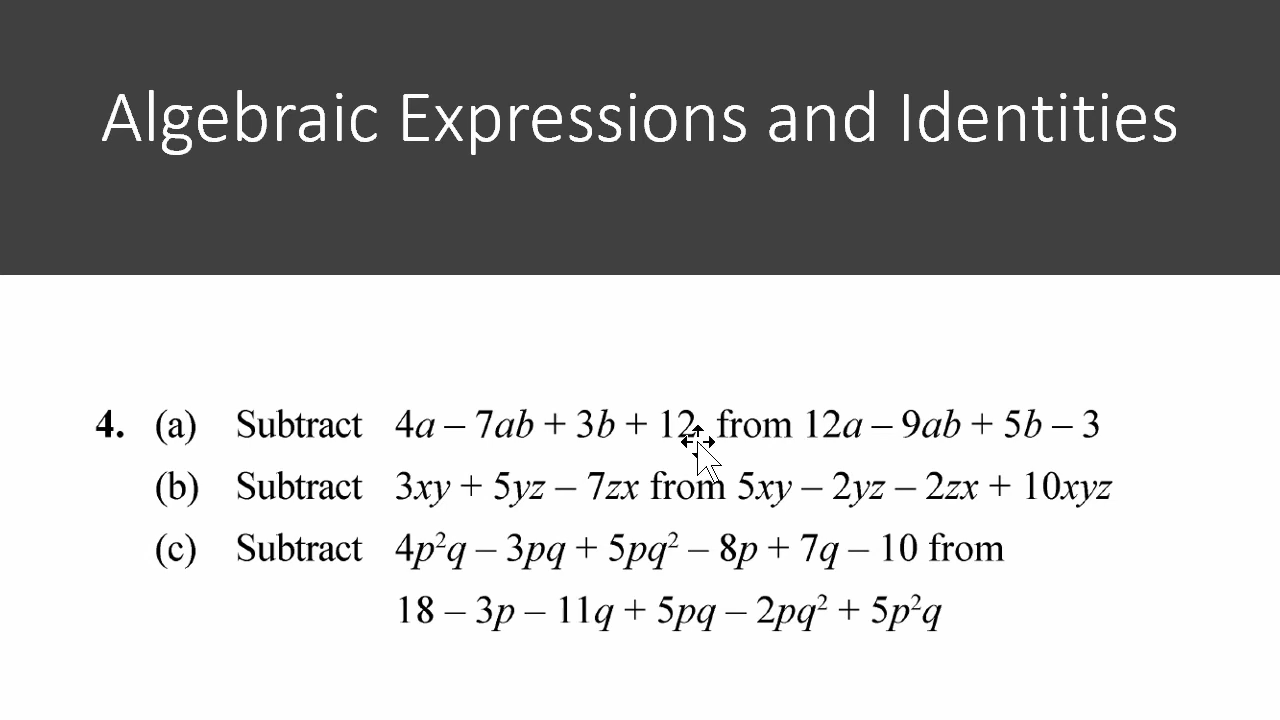 Algebraic Expressions and Identities
4. (a) Subtract 4a – 7ab + 3b + 12 from 12a – 9ab + 5b – 3
(b) Subtract 3xy + 5yz – 7zx from 5xy – 2yz – 2zx + 10xyz
(c) Subtract 4p²q – 3pq + 5pq² – 8p + 7q – 10 from
18 – 3p – 11q + 5pq – 2pq² + 5p²q